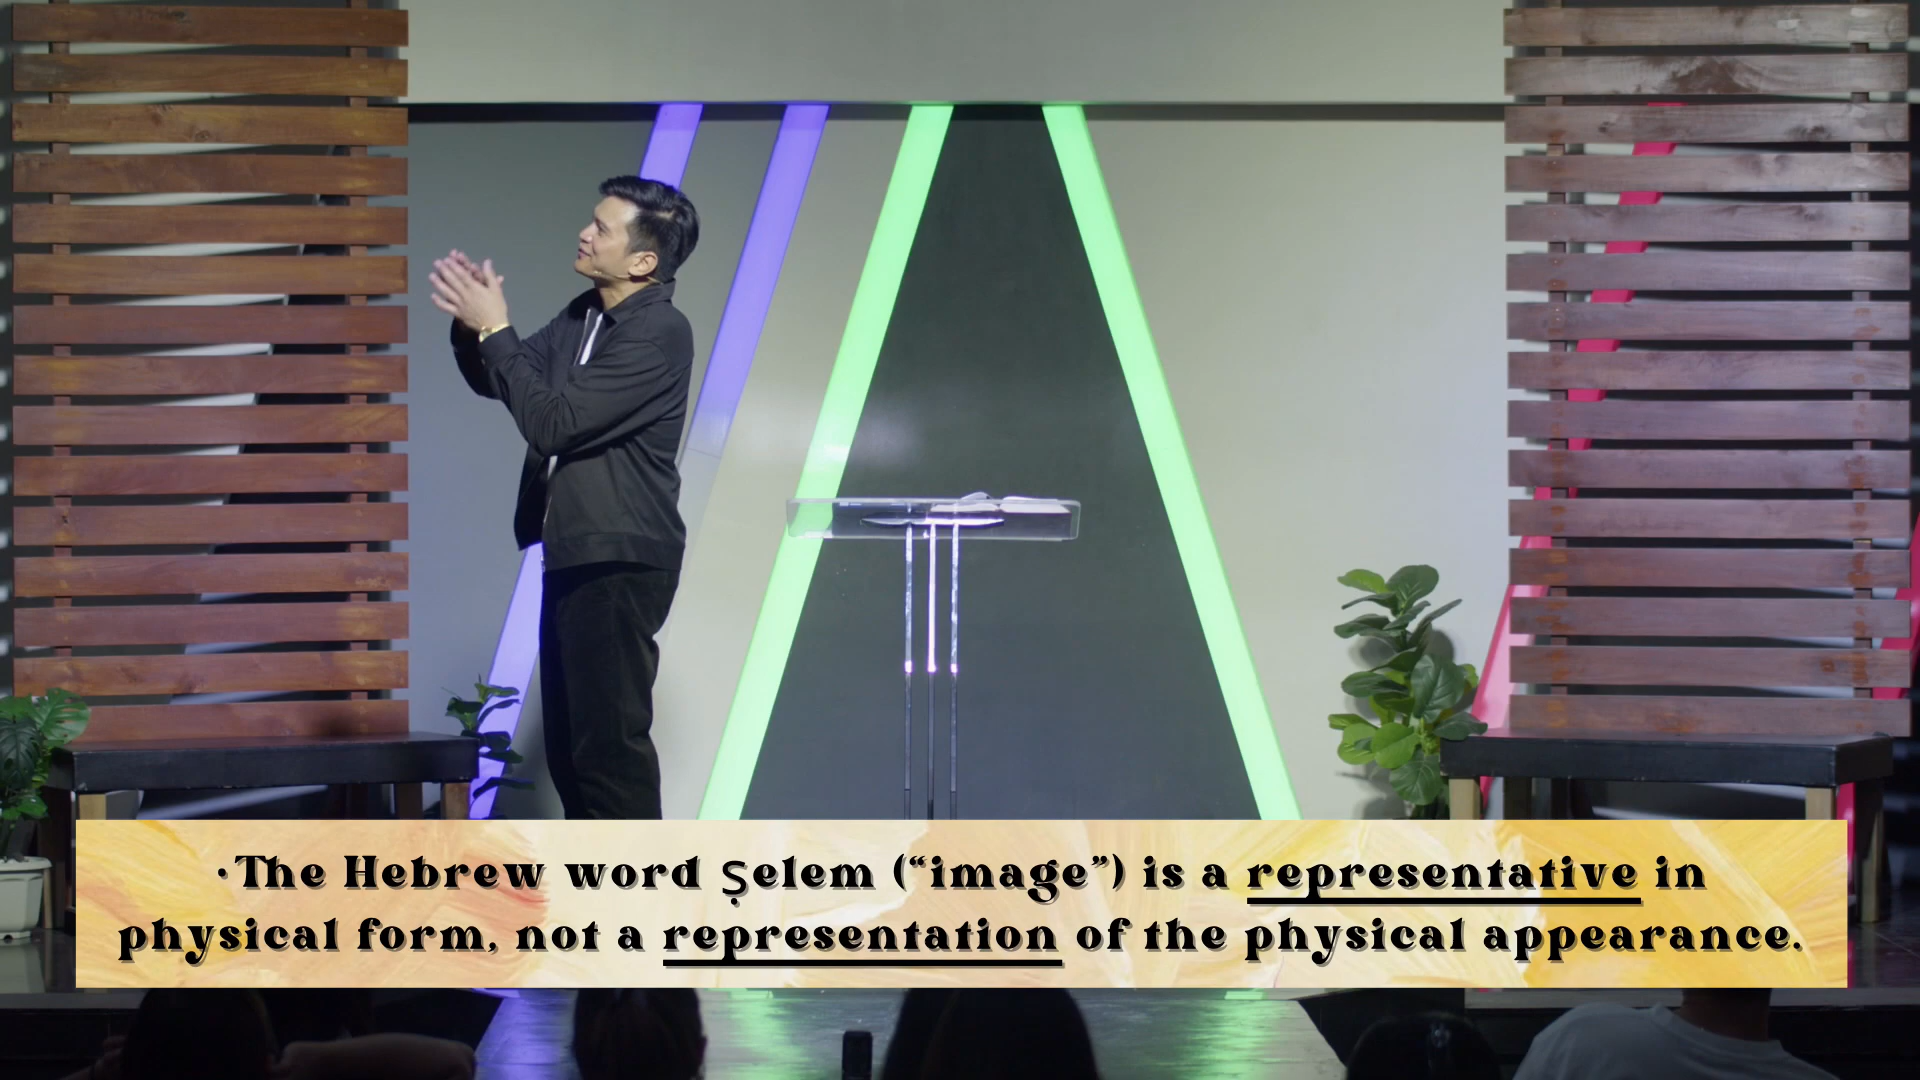 ·The Hebrew word Ṣelem (“image”) is a representative in
physical form, not a representation of the physical appearance.